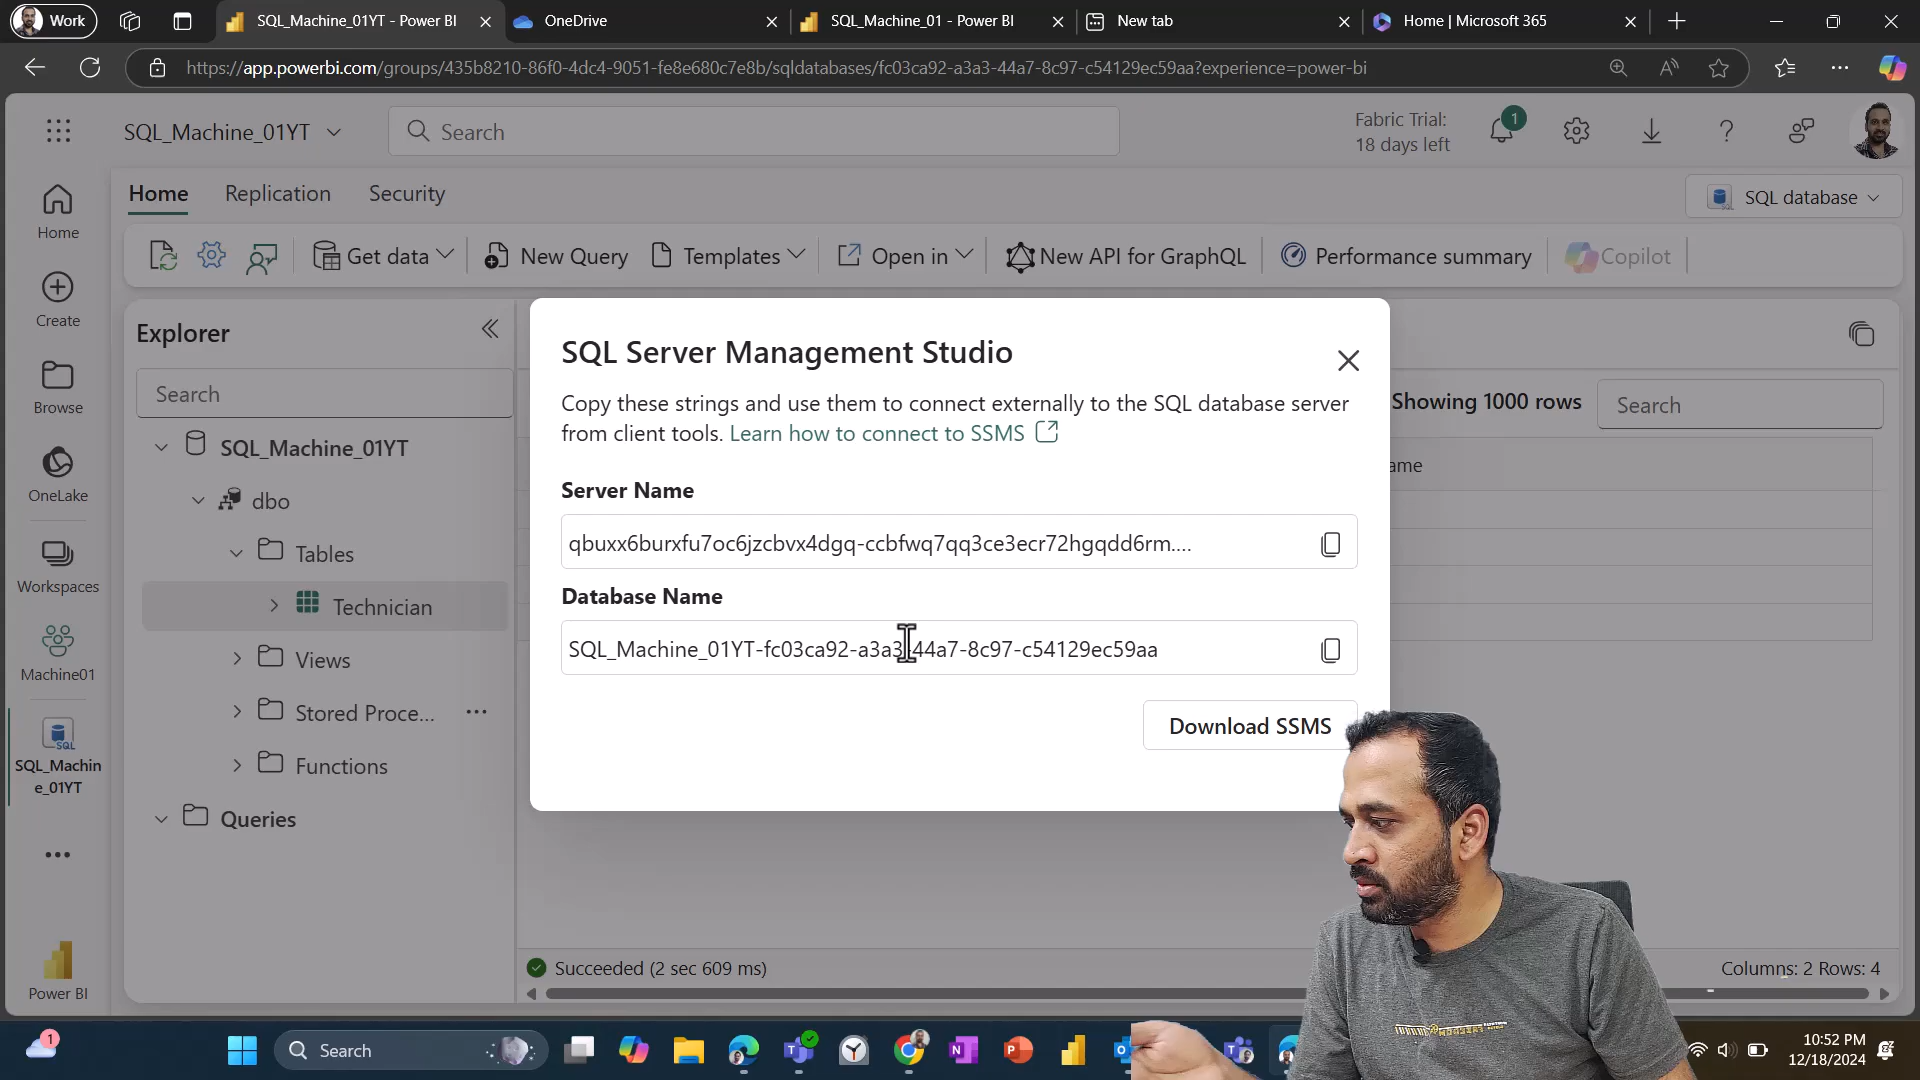 Work
SQL_Machine_01YT - Power BI
OneDrive
SQL_Machine_01 - Power BI
New tab
Home | Microsoft 365
https://app.powerbi.com/groups/435b8210-86f0-4dc4-9051-fe8e680c7e8b/sqldatabases/fc03ca92-a3a3-44a7-8c97-c54129ec59aa?experience=power-bi
SQL_Machine_01YT
Search
Fabric Trial:
18 days left
1
Home
Replication
Security
SQL database
Get data
New Query
Templates
Open in
New API for GraphQL
Performance summary
Copilot
Home
Create
Browse
OneLake
Workspaces
Machine01
SQL
SQL_Machin
e_01YT
Power BI
Explorer
Search
SQL_Machine_01YT
dbo
Tables
Technician
Views
Stored Proce...
Functions
Queries
SQL Server Management Studio
Copy these strings and use them to connect externally to the SQL database server
from client tools. Learn how to connect to SSMS
Server Name
qbuxx6burxfu7oc6jzcbvx4dgq-ccbfwq7qq3ce3ecr72hgqdd6rm....
Database Name
SQL_Machine_01YT-fc03ca92-a3a3-44a7-8c97-c54129ec59aa
Download SSMS
Showing 1000 rows
Search
ame
Succeeded (2 sec 609 ms)
Columns: 2 Rows: 4
1
Search
10:52 PM
12/18/2024